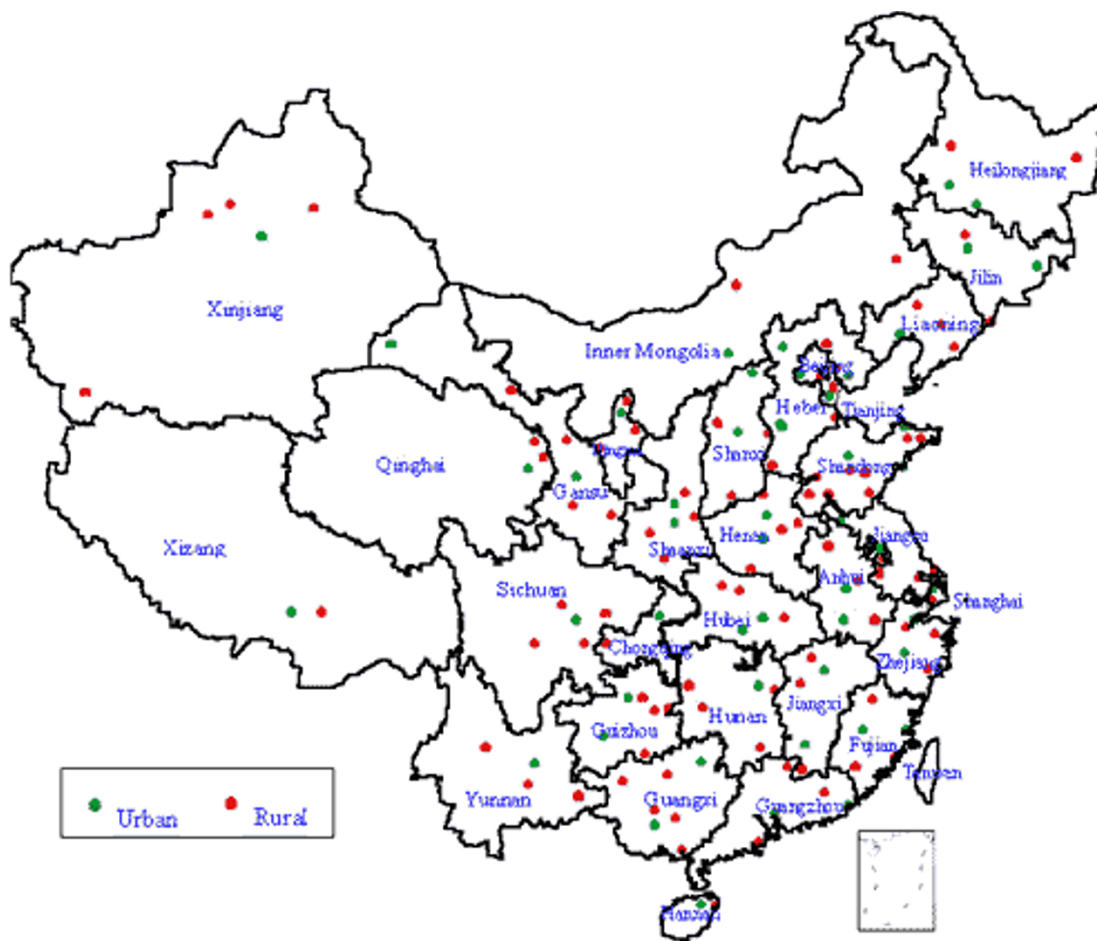 Heilongjiang
Jilin
Xinjiang
Liaoning
Inner Mongolia
Beijing
Hebei
Tianjing
Qinghai
Shanxi
Shandong
Gansu
Xizang
Shaanxi
Henan
Jiangsu
Anhui
Sichuan
Shanghai
Hubei
Chongqing
Zhejiang
Jiangxi
Hunan
Guizhou
Fujian
Taiwan
Yunnan
Guangxi
Guangzhou
Urban
Rural
Hainan